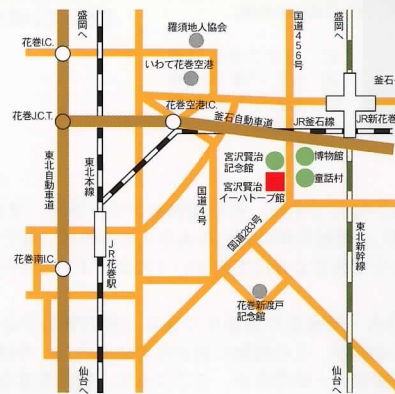 盛岡へ
国道456号
盛岡へ
羅須地人協会
花巻I.C.
いわて花巻空港
釜石
花巻空港I.C.
釜石自動車道
花巻J.C.T.
JR釜石線
JR新花巻
東北自動車道
東北本線
宮沢賢治
記念館
博物館
童話村
宮沢賢治
イーハトーブ館
国道4号
国道283号
東北新幹線
JR花巻駅
花巻南I.C.
花巻新渡戸
記念館
仙台へ
仙台へ